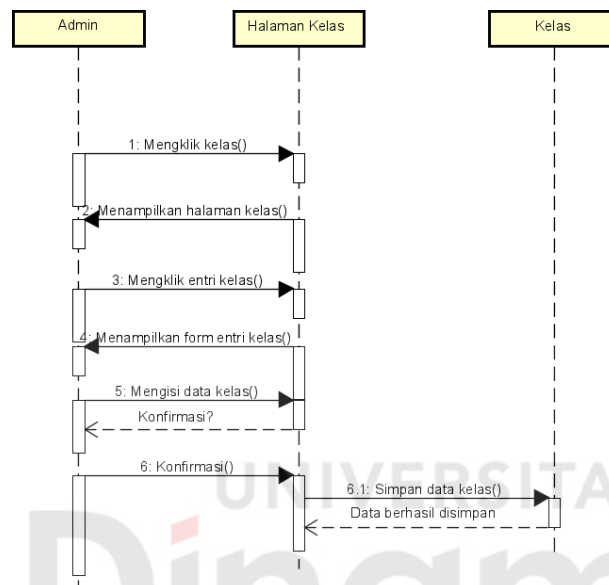 Admin
Halaman Kelas
Kelas
1: Mengklik kelas()
2: Menampilkan halaman kelas()
3: Mengklik entri kelas()
4: Menampilkan form entri kelas()
5: Mengisi data kelas()
Konfirmasi?
6: Konfirmasi()
6.1: Simpan data kelas()
Data berhasil disimpan
UNIVERSITA
Dinam